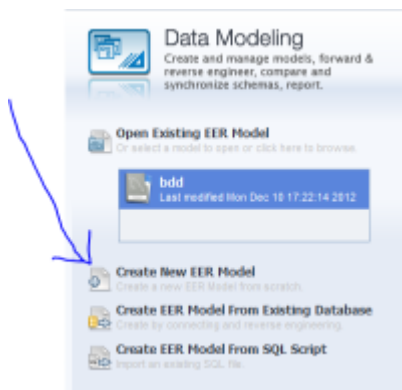 Data Modeling
Create and manage models, forward &
reverse engineer, compare and
synchronize schemas, report.
Open Existing EER Model
Or select a model to open or click here to browse.
bdd
Last modified Mon Dec 10 17:22:14 2012
Create New EER Model
Create a new EER Model from scratch.
Create EER Model From Existing Database
Create by connecting and reverse engineering.
Create EER Model From SQL Script
Import an existing SQL file.